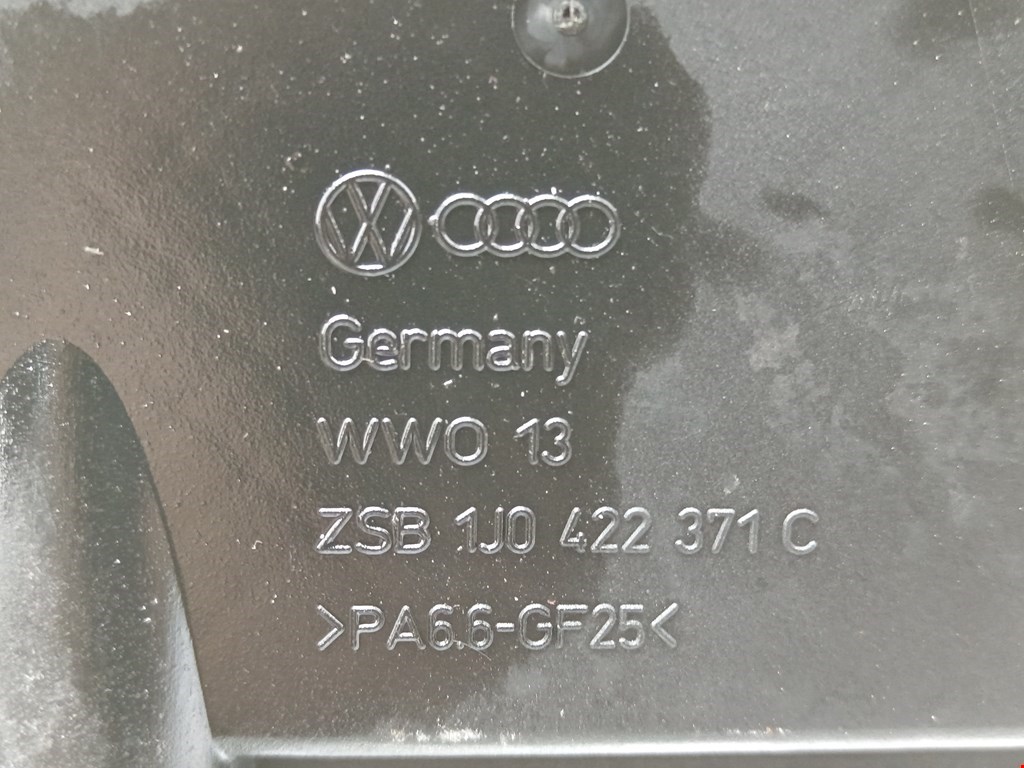 Germany
WWO 13
ZSB 1J0 422 371 C
>PA6.6-GF25<